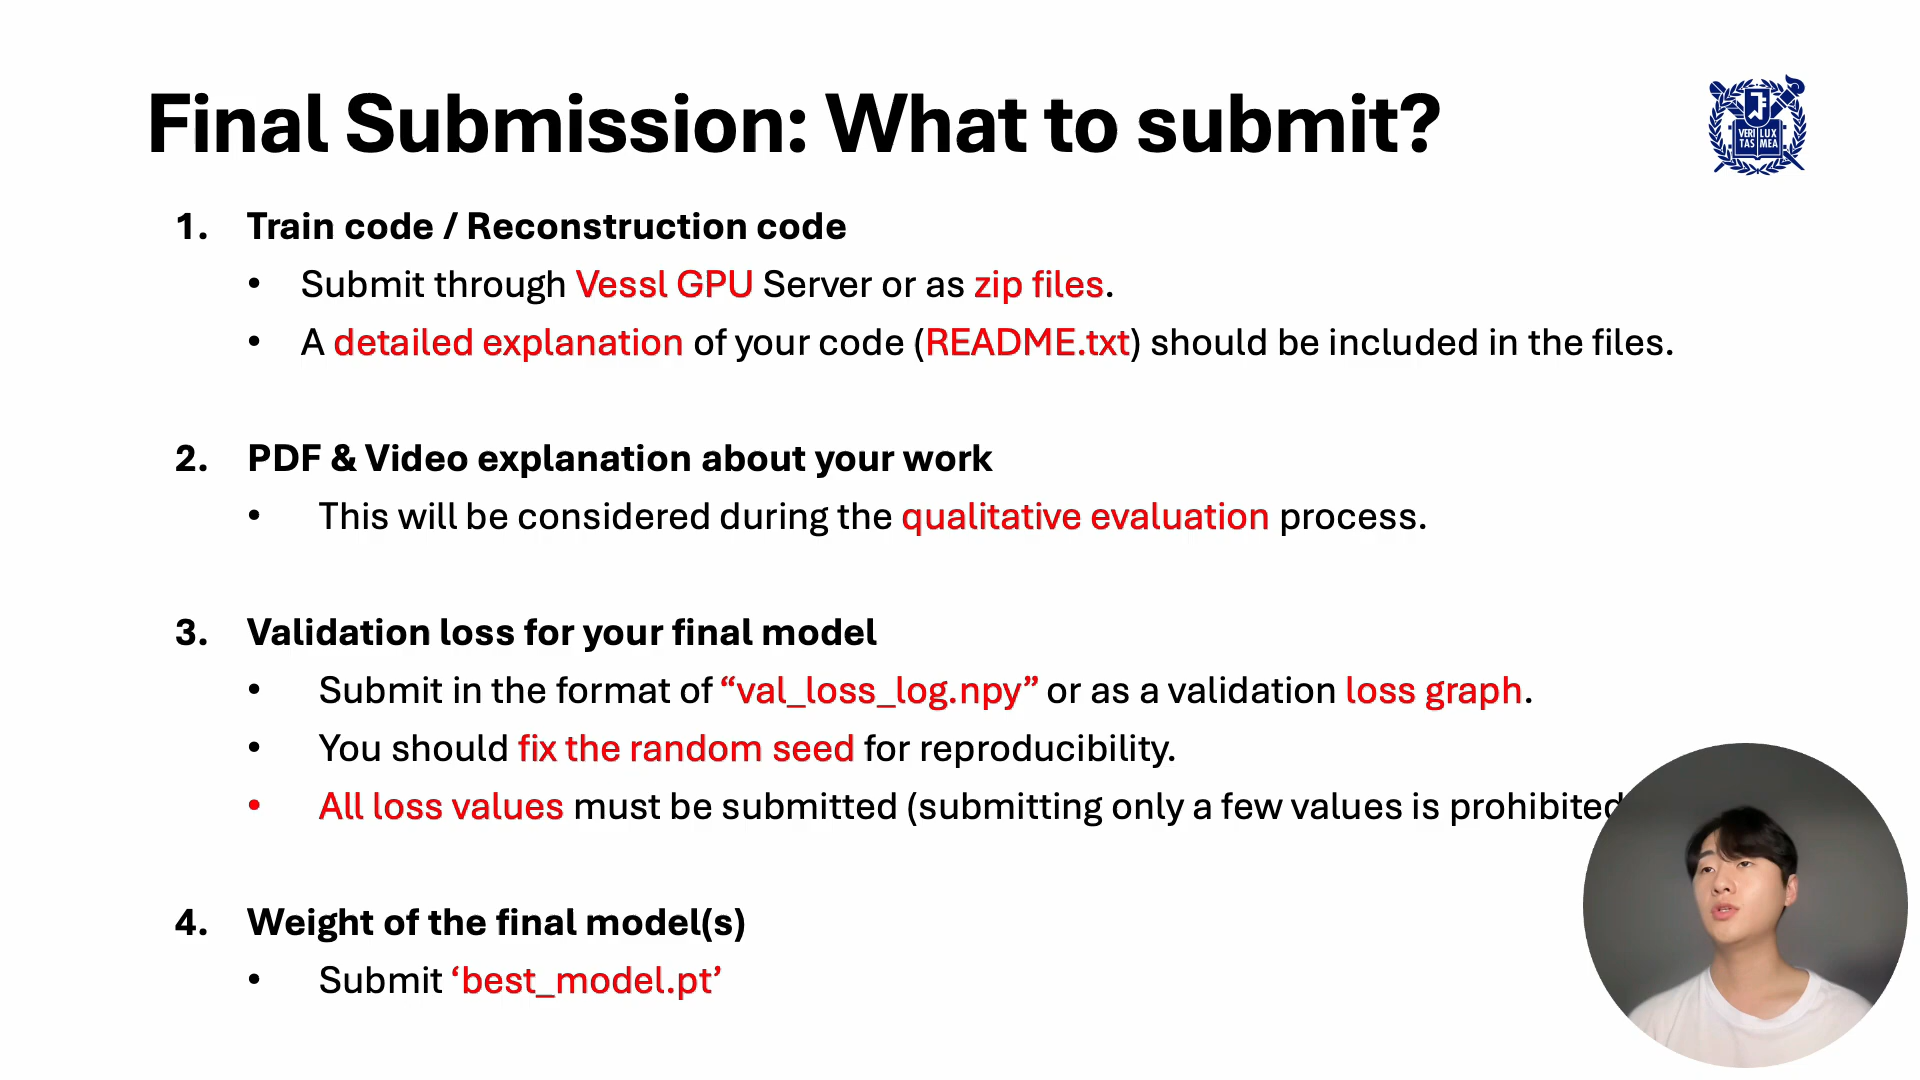 Final Submission: What to submit?
VERI LUX
TAS MEA
1. Train code / Reconstruction code
• Submit through Vessl GPU Server or as zip files.
• A detailed explanation of your code (README.txt) should be included in the files.
2. PDF & Video explanation about your work
• This will be considered during the qualitative evaluation process.
3. Validation loss for your final model
• Submit in the format of “val_loss_log.npy” or as a validation loss graph.
• You should fix the random seed for reproducibility.
• All loss values must be submitted (submitting only a few values is prohibited
4. Weight of the final model(s)
• Submit ‘best_model.pt’